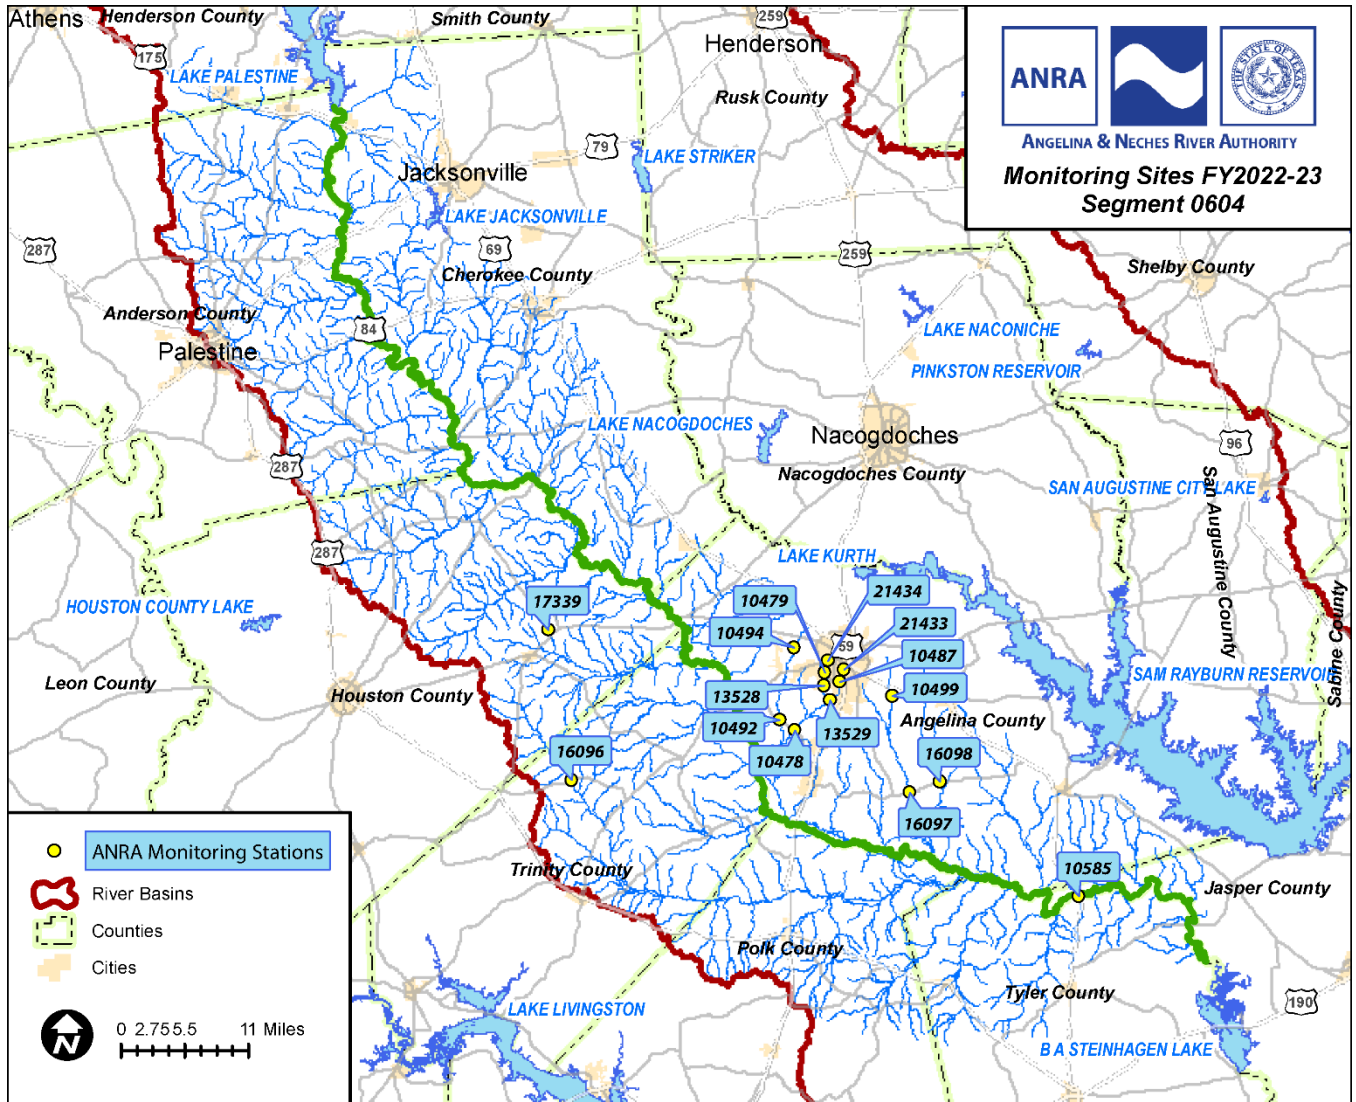 Athens
Henderson County
Smith County
259
Henderson
175
LAKE PALESTINE
Rusk County
79
LAKE STRIKER
Jacksonville
LAKE JACKSONVILLE
287
69
Cherokee County
259
Shelby County
Anderson County
84
Palestine
LAKE NACONICHE
PINKSTON RESERVOIR
LAKE NACOGDOCHES
Nacogdoches
96
287
Nacogdoches County
SAN AUGUSTINE CITY LAKE
San Augustine County
287
LAKE KURTH
HOUSTON COUNTY LAKE
17339
10479
21434
10494
21433
59
10487
Sabine County
Leon County
Houston County
13528
10499
SAM RAYBURN RESERVOIR
10492
13529
Angelina County
16096
10478
16098
16097
Trinity County
10585
Jasper County
Polk County
Tyler County
190
LAKE LIVINGSTON
B A STEINHAGEN LAKE
ANRA
THE STATE OF TEXAS
ANGELINA & NECHES RIVER AUTHORITY
Monitoring Sites FY2022-23
Segment 0604
ANRA Monitoring Stations
River Basins
Counties
Cities
N
0 2.75 5.5 11 Miles